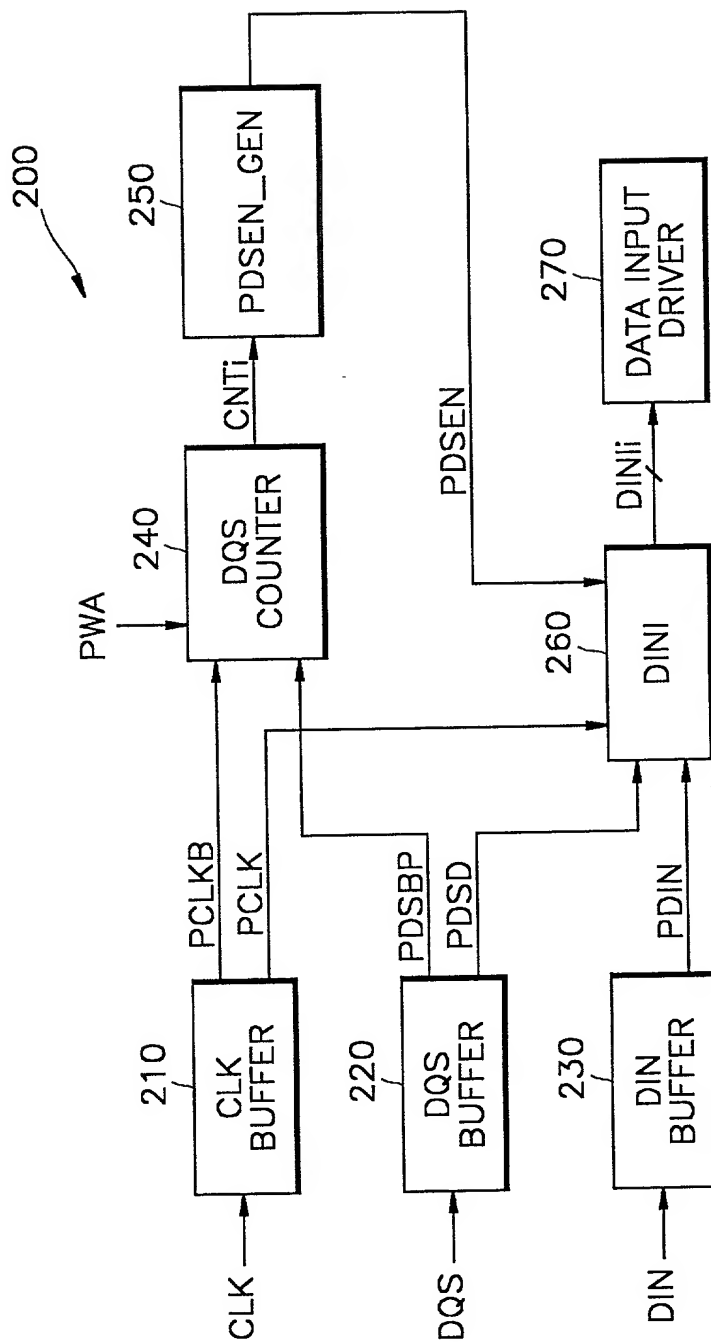 200
250
PDSEN_GEN
CNTi
240
DQS
COUNTER
PWA
PDSEN
270
DATA INPUT
DRIVER
DINIi
260
DINI
PCLKB
PCLK
PDSBP
PDSD
PDIN
210
CLK
BUFFER
220
DQS
BUFFER
230
DIN
BUFFER
CLK
DQS
DIN